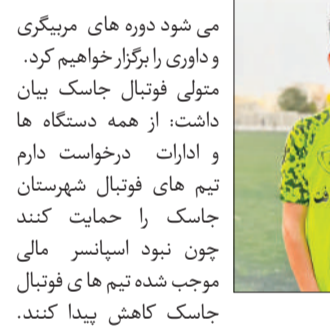 می شود دوره های مربیگری
و داوری را برگزار خواهیم کرد.
متولی فوتبال جاسک بیان
داشت: از همه دستگاه ها
و ادارات درخواست دارم
تیم های فوتبال شهرستان
جاسک را حمایت کنند
چون نبود اسپانسر مالی
موجب شده تیم ها ی فوتبال
جاسک کاهش پیدا کنند.